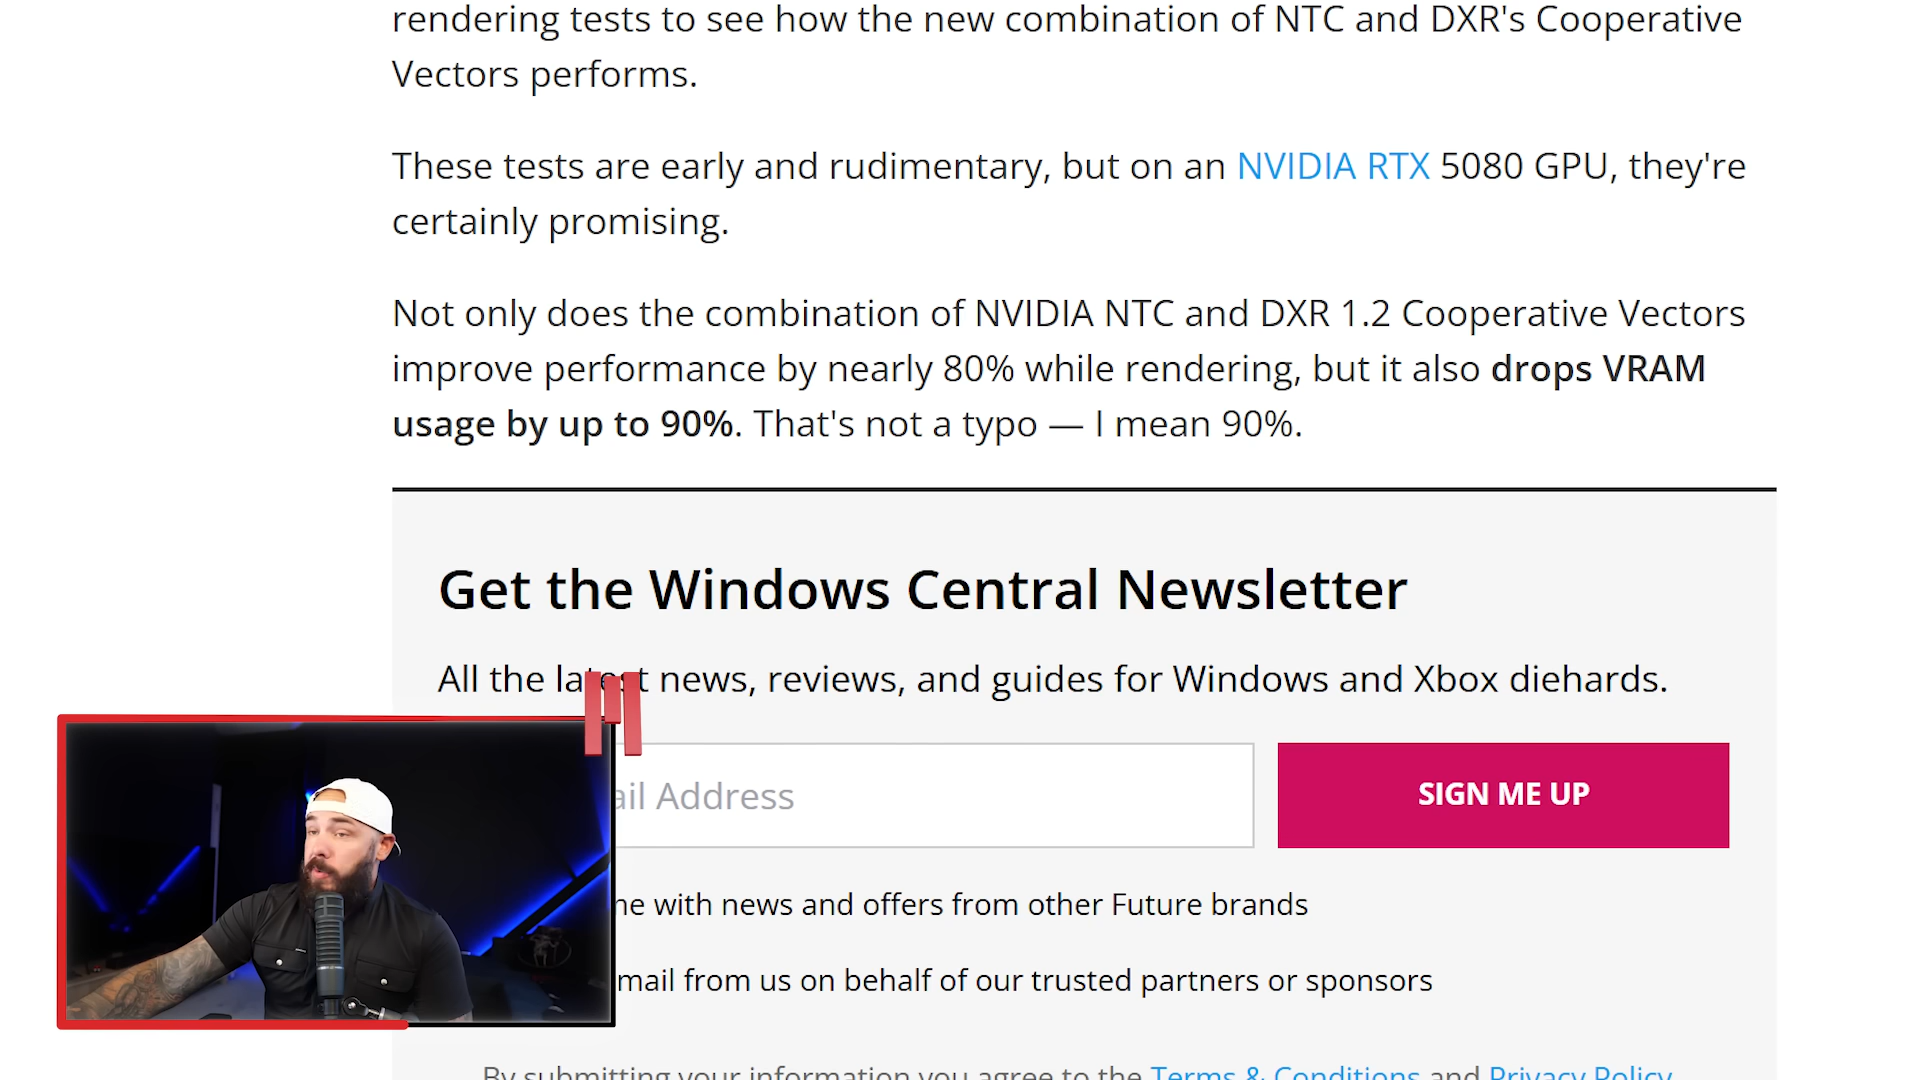 rendering tests to see how the new combination of NTC and DXR's Cooperative
Vectors performs.
These tests are early and rudimentary, but on an NVIDIA RTX 5080 GPU, they're
certainly promising.
Not only does the combination of NVIDIA NTC and DXR 1.2 Cooperative Vectors
improve performance by nearly 80% while rendering, but it also drops VRAM
usage by up to 90%. That's not a typo — I mean 90%.
Get the Windows Central Newsletter
All the latest news, reviews, and guides for Windows and Xbox diehards.
Address
SIGN ME UP
with news and offers from other Future brands
from us on behalf of our trusted partners or sponsors
By submitting your information you agree to the Terms & Conditions and Privacy Policy